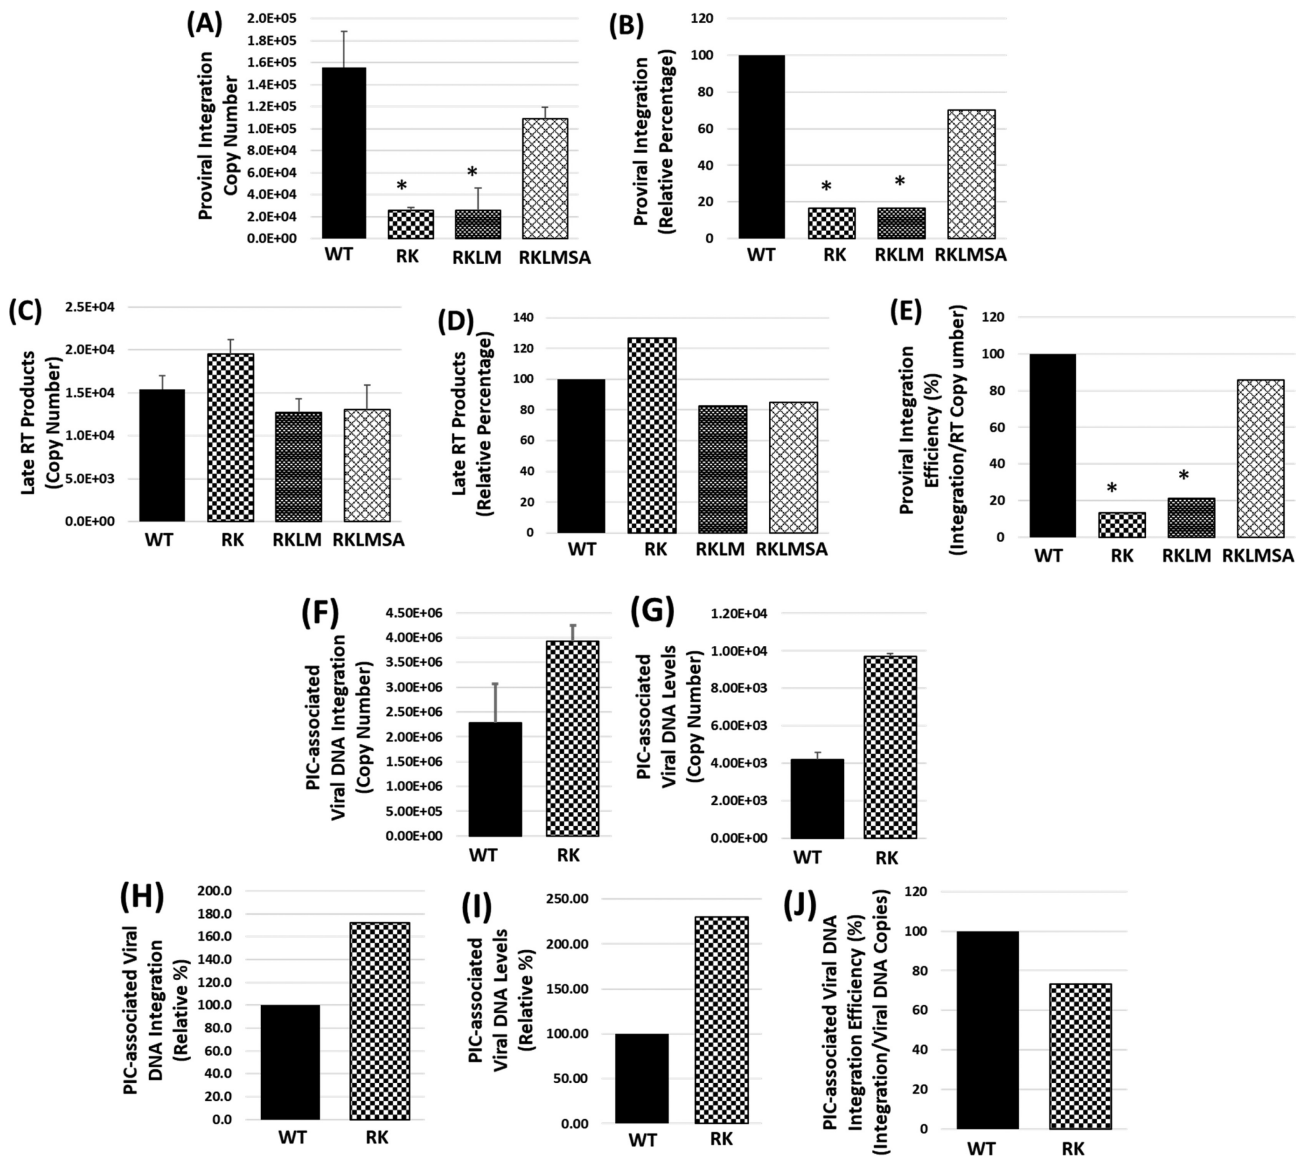 (A)
Proviral Integration
Copy Number
2.0E+05
1.8E+05
1.6E+05
1.4E+05
1.2E+05
1.0E+05
8.0E+04
6.0E+04
4.0E+04
2.0E+04
0.0E+00
*
*
WT
RK
RKLM
RKLMSA
(B)
Proviral Integration
(Relative Percentage)
120
100
80
60
40
20
0
*
*
WT
RK
RKLM
RKLMSA
(C)
Late RT Products
(Copy Number)
2.5E+04
2.0E+04
1.5E+04
1.0E+04
5.0E+03
0.0E+00
WT
RK
RKLM
RKLMSA
(D)
Late RT Products
(Relative Percentage)
140
120
100
80
60
40
20
0
WT
RK
RKLM
RKLMSA
(E)
Proviral Integration
Efficiency (%)
(Integration/RT Copy umber)
120
100
80
60
40
20
0
*
*
WT
RK
RKLM
RKLMSA
(F)
PIC-associated
Viral DNA Integration
(Copy Number)
4.50E+06
4.00E+06
3.50E+06
3.00E+06
2.50E+06
2.00E+06
1.50E+06
1.00E+06
5.00E+05
0.00E+00
WT
RK
(G)
PIC-associated
Viral DNA Levels
(Copy Number)
1.20E+04
1.00E+04
8.00E+03
6.00E+03
4.00E+03
2.00E+03
0.00E+00
WT
RK
(H)
PIC-associated Viral
DNA Integration
(Relative %)
200.0
180.0
160.0
140.0
120.0
100.0
80.0
60.0
40.0
20.0
0.0
WT
RK
(I)
PIC-associated
Viral DNA Levels
(Relative %)
250.00
200.00
150.00
100.00
50.00
0.00
WT
RK
(J)
PIC-associated Viral DNA
Integration Efficiency (%)
(Integration/Viral DNA Copies)
120
100
80
60
40
20
0
WT
RK